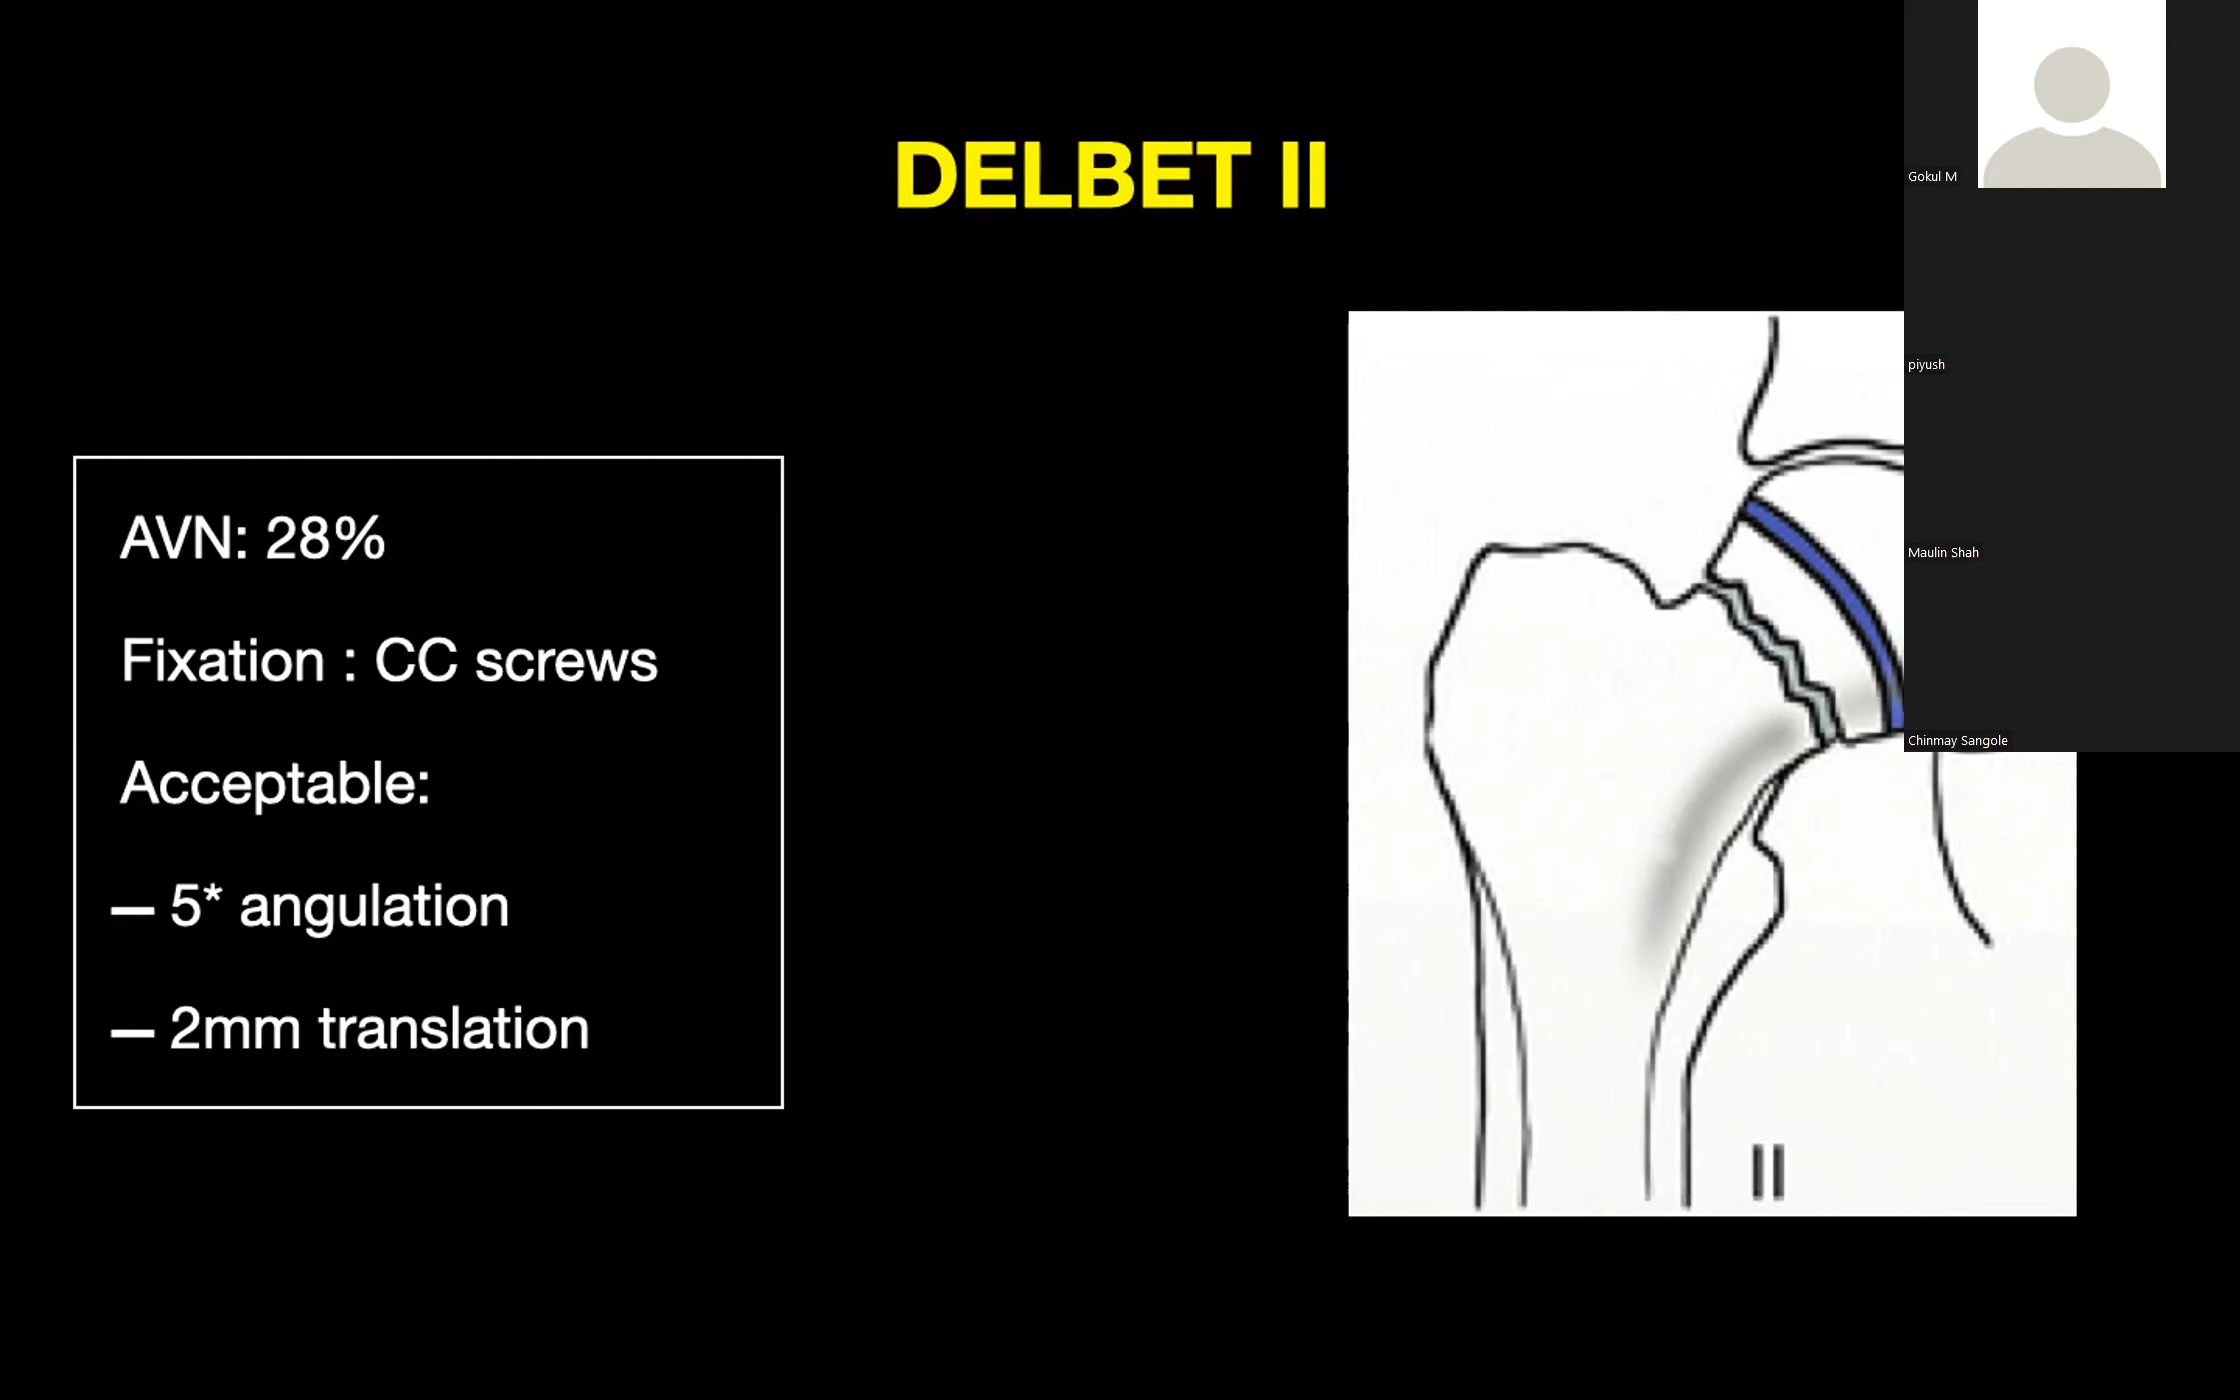 DELBET II
AVN: 28%
Fixation : CC screws
Acceptable:
— 5* angulation
— 2mm translation
II
Gokul M
piyush
Maulin Shah
Chinmay Sangole